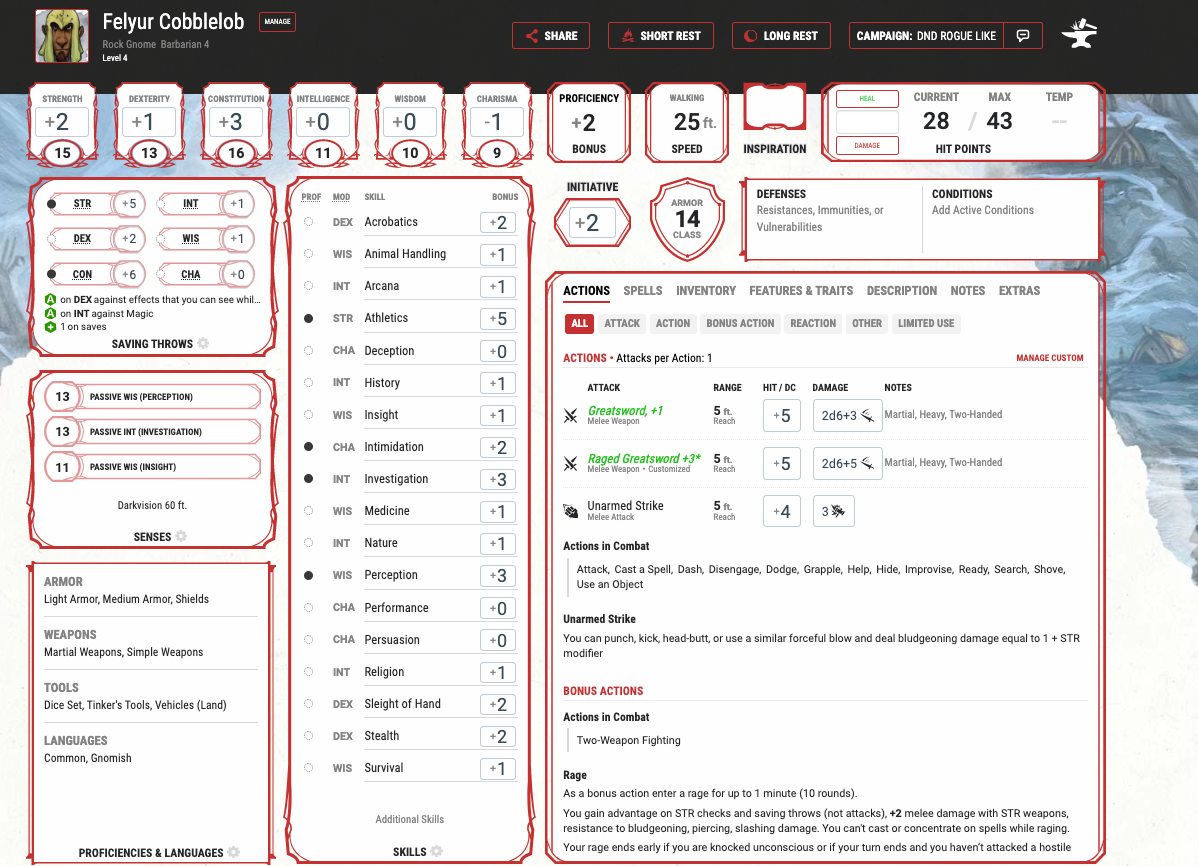 Felyur Cobblelob
MANAGE
Rock Gnome Barbarian 4
Level 4
SHARE
SHORT REST
LONG REST
CAMPAIGN: DND ROGUE LIKE
STRENGTH
+2
15
DEXTERITY
+1
13
CONSTITUTION
+3
16
INTELLIGENCE
+0
11
WISDOM
+0
10
CHARISMA
-1
9
PROFICIENCY
+2
BONUS
WALKING
25 ft.
SPEED
INSPIRATION
HEAL
DAMAGE
CURRENT MAX TEMP
28 / 43 --
HIT POINTS
STR +5 INT +1
DEX +2 WIS +1
CON +6 CHA +0
A on DEX against effects that you can see whil...
A on INT against Magic
+ 1 on saves
SAVING THROWS
13 PASSIVE WIS (PERCEPTION)
13 PASSIVE INT (INVESTIGATION)
11 PASSIVE WIS (INSIGHT)
Darkvision 60 ft.
SENSES
ARMOR
Light Armor, Medium Armor, Shields
WEAPONS
Martial Weapons, Simple Weapons
TOOLS
Dice Set, Tinker's Tools, Vehicles (Land)
LANGUAGES
Common, Gnomish
PROFICIENCIES & LANGUAGES
PROF MOD SKILL BONUS
DEX Acrobatics +2
WIS Animal Handling +1
INT Arcana +1
STR Athletics +5
CHA Deception +0
INT History +1
WIS Insight +1
CHA Intimidation +2
INT Investigation +3
WIS Medicine +1
INT Nature +1
WIS Perception +3
CHA Performance +0
CHA Persuasion +0
INT Religion +1
DEX Sleight of Hand +2
DEX Stealth +2
WIS Survival +1
Additional Skills
SKILLS
INITIATIVE
+2
ARMOR
14
CLASS
DEFENSES
Resistances, Immunities, or
Vulnerabilities
CONDITIONS
Add Active Conditions
ACTIONS SPELLS INVENTORY FEATURES & TRAITS DESCRIPTION NOTES EXTRAS
ALL ATTACK ACTION BONUS ACTION REACTION OTHER LIMITED USE
ACTIONS • Attacks per Action: 1
MANAGE CUSTOM
ATTACK RANGE HIT / DC DAMAGE NOTES
Greatsword, +1 5 ft. +5 2d6+3 Martial, Heavy, Two-Handed
Melee Weapon Reach
Raged Greatsword +3* 5 ft. +5 2d6+5 Martial, Heavy, Two-Handed
Melee Weapon • Customized Reach
Unarmed Strike 5 ft. +4 3
Melee Attack Reach
Actions in Combat
Attack, Cast a Spell, Dash, Disengage, Dodge, Grapple, Help, Hide, Improvise, Ready, Search, Shove,
Use an Object
Unarmed Strike
You can punch, kick, head-butt, or use a similar forceful blow and deal bludgeoning damage equal to 1 + STR
modifier
BONUS ACTIONS
Actions in Combat
Two-Weapon Fighting
Rage
As a bonus action enter a rage for up to 1 minute (10 rounds).
You gain advantage on STR checks and saving throws (not attacks), +2 melee damage with STR weapons,
resistance to bludgeoning, piercing, slashing damage. You can't cast or concentrate on spells while raging.
Your rage ends early if you are knocked unconscious or if your turn ends and you haven't attacked a hostile